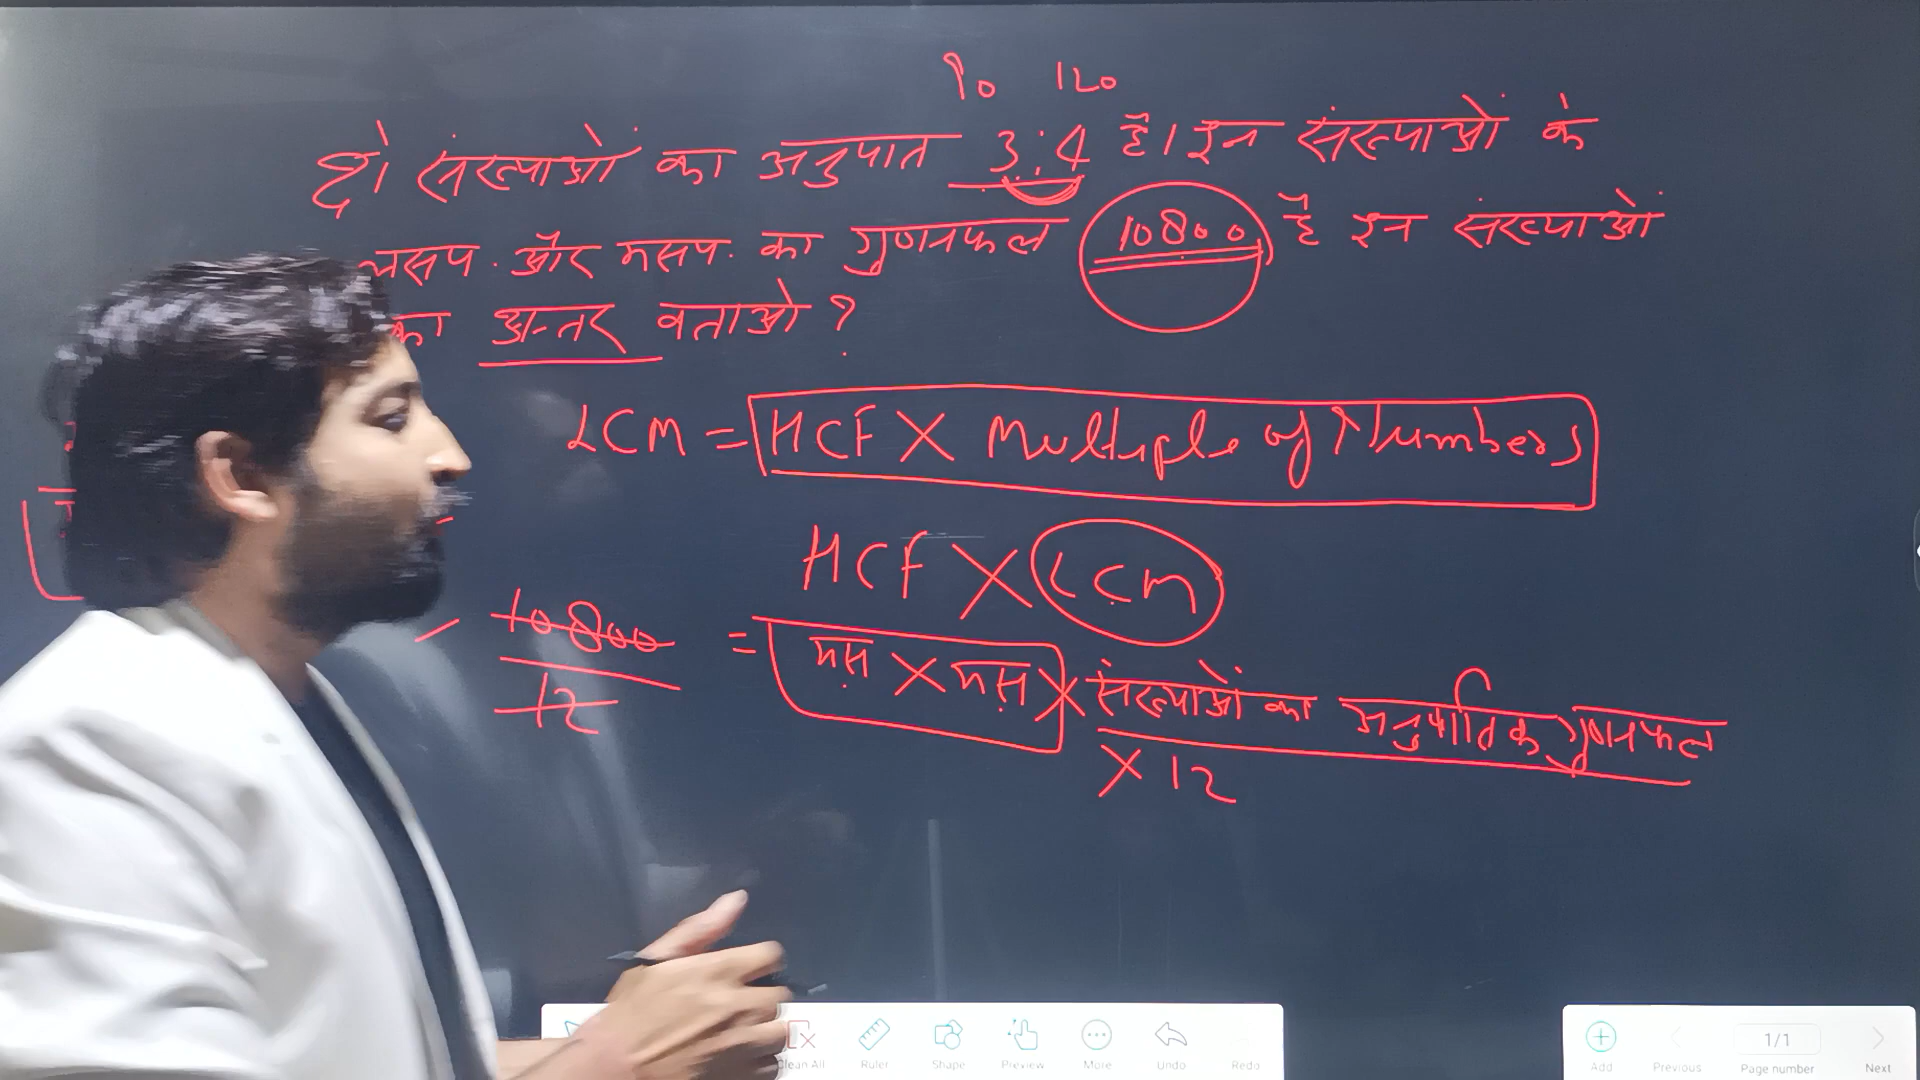 90 120
दो संख्याओं का अनुपात 3:4 है। इन संख्याओं के
लसप. और मसप. का गुणनफल 10800 है इन संख्याओं
का अन्तर बताओ ?
LCM = HCF X Multiple of Numbers
HCF X LCM
10800
12
= मस X मस X संख्याओं का अनुपातिक गुणनफल
X 12
Clean All Ruler Shape Preview More Undo Redo
1/1
Add Previous Page number Next